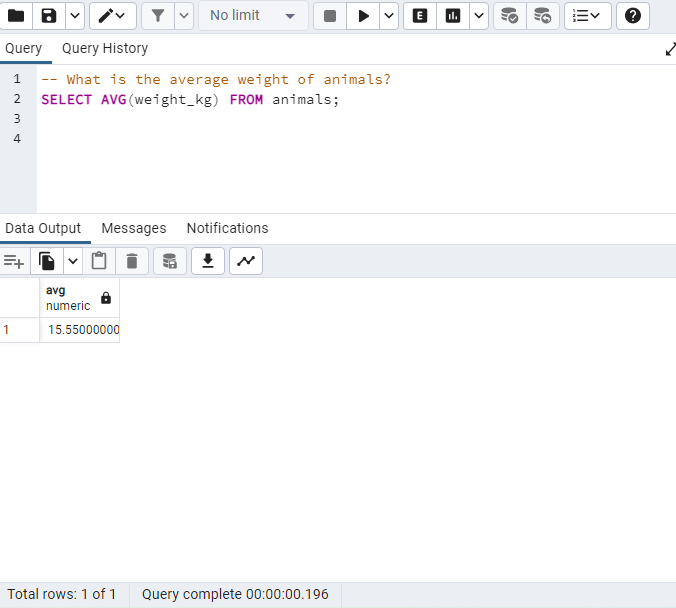 No limit
E
Query Query History
1 -- What is the average weight of animals?
2 SELECT AVG(weight_kg) FROM animals;
3
4
Data Output Messages Notifications
avg
numeric
1 15.55000000
Total rows: 1 of 1 Query complete 00:00:00.196